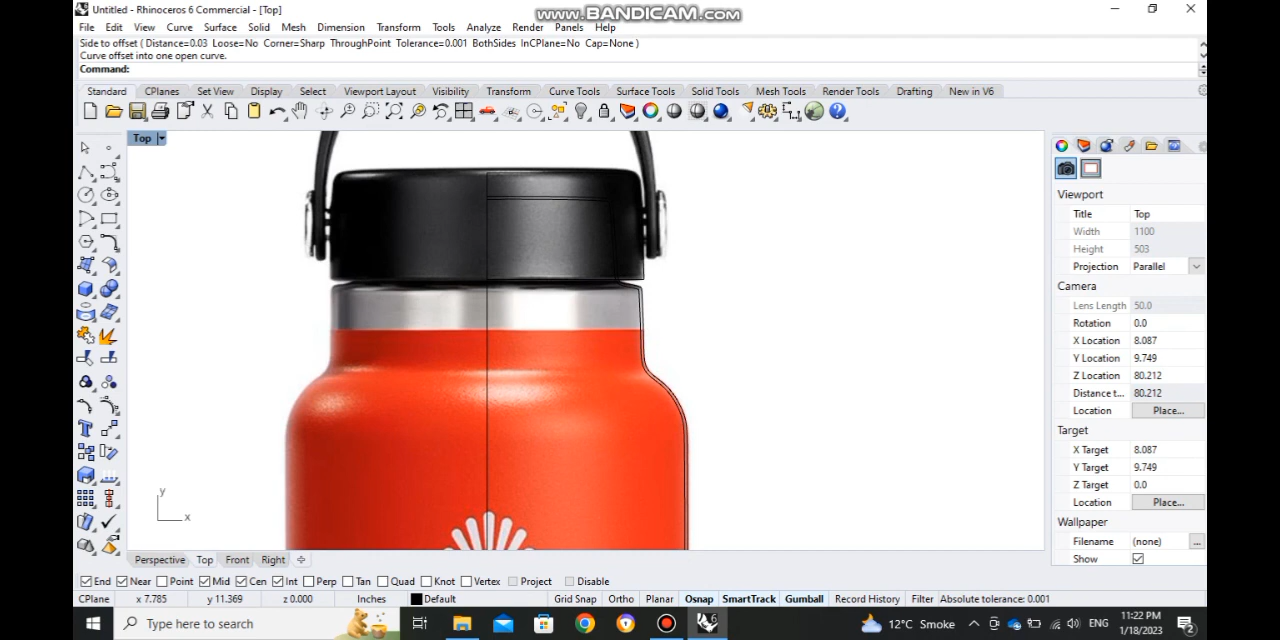 Untitled - Rhinoceros 6 Commercial - [Top]
www.BANDICAM.com
File Edit View Curve Surface Solid Mesh Dimension Transform Tools Analyze Render Panels Help
Side to offset ( Distance=0.03 Loose=No Corner=Sharp ThroughPoint Tolerance=0.001 BothSides InCPlane=No Cap=None )
Curve offset into one open curve.
Command:
Standard CPlanes Set View Display Select Viewport Layout Visibility Transform Curve Tools Surface Tools Solid Tools Mesh Tools Render Tools Drafting New in V6
Top
Viewport
Title Top
Width 1100
Height 503
Projection Parallel
Camera
Lens Length 50.0
Rotation 0.0
X Location 8.087
Y Location 9.749
Z Location 80.212
Distance t... 80.212
Location Place...
Target
X Target 8.087
Y Target 9.749
Z Target 0.0
Location Place...
Wallpaper
Filename (none) ...
Show
y
x
Perspective Top Front Right
End Near Point Mid Cen Int Perp Tan Quad Knot Vertex Project Disable
CPlane x 7.785 y 11.369 z 0.000 Inches Default Grid Snap Ortho Planar Osnap SmartTrack Gumball Record History Filter Absolute tolerance: 0.001
Type here to search
12°C Smoke
ENG
11:22 PM
1/18/2023
2